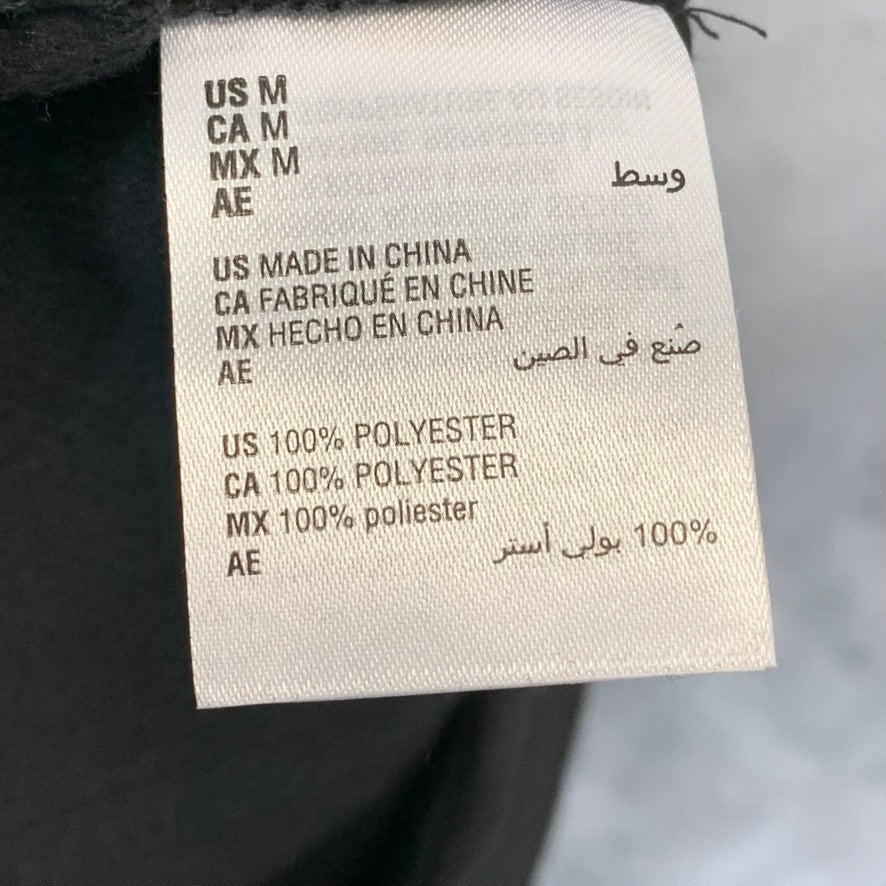 US M
CA M
MX M
AE وسط
US MADE IN CHINA
CA FABRIQUÉ EN CHINE
MX HECHO EN CHINA
AE صُنع في الصين
US 100% POLYESTER
CA 100% POLYESTER
MX 100% poliester
AE 100% بولي أستر